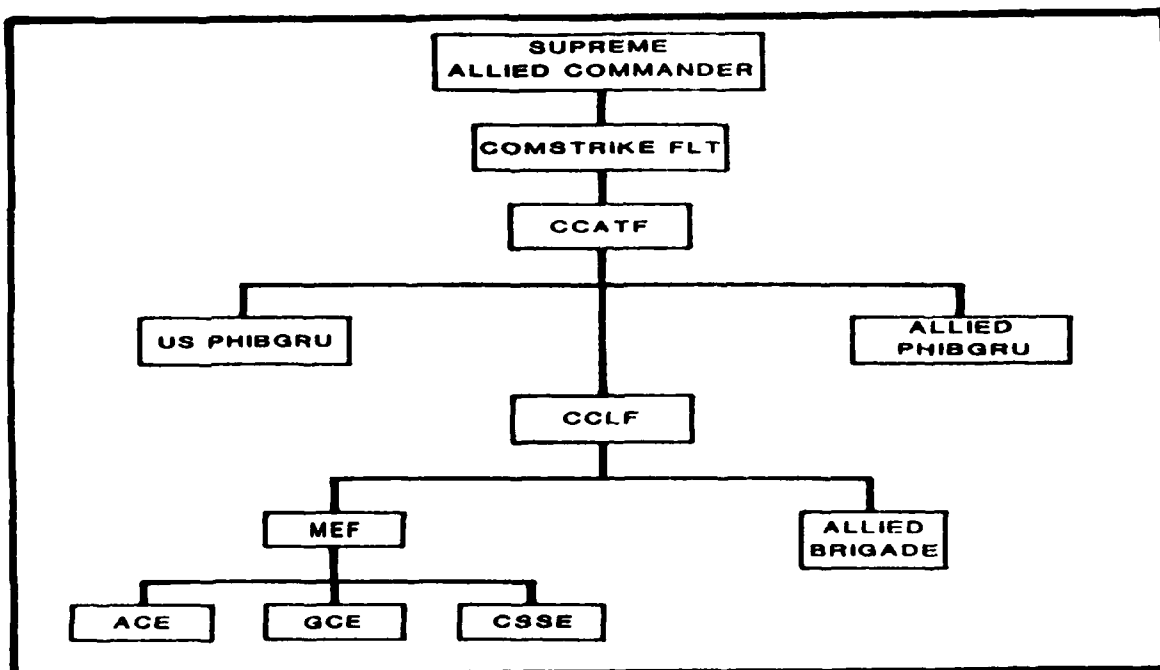 SUPREME
ALLIED COMMANDER
COMSTRIKE FLT
CCATF
US PHIBGRU
ALLIED
PHIBGRU
CCLF
MEF
ALLIED
BRIGADE
ACE
GCE
CSSE